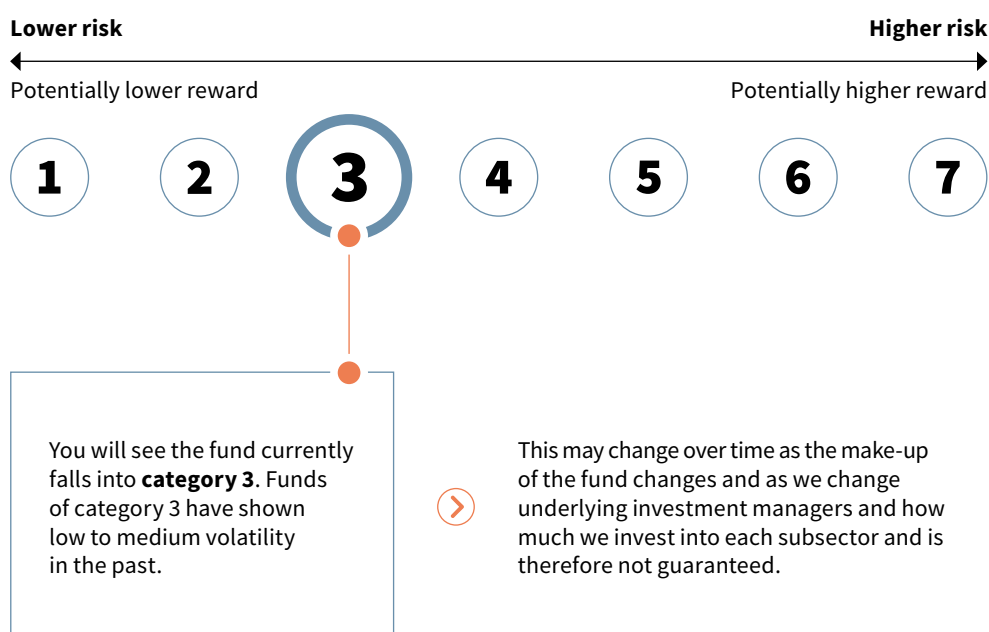 Lower risk Higher risk
Potentially lower reward Potentially higher reward
1 2 3 4 5 6 7
You will see the fund currently
falls into category 3. Funds
of category 3 have shown
low to medium volatility
in the past.
This may change over time as the make-up
of the fund changes and as we change
underlying investment managers and how
much we invest into each subsector and is
therefore not guaranteed.